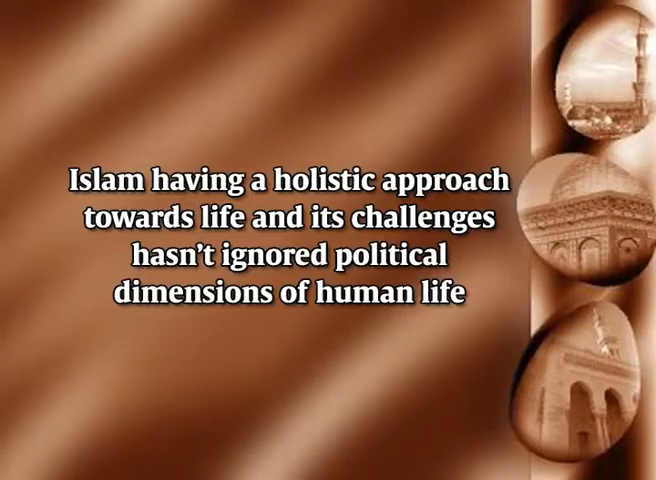 Islam having a holistic approach
towards life and its challenges
hasn’t ignored political
dimensions of human life